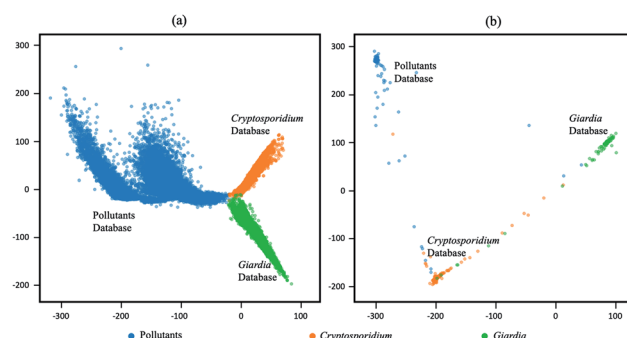 (a)
(b)
300
200
100
0
-100
-200
-300
-200
-100
0
100
Cryptosporidium
Database
Pollutants
Database
Giardia
Database
300
200
100
0
-100
-200
-300
-200
-100
0
100
Pollutants
Database
Giardia
Database
Cryptosporidium
Database
Pollutants
Cryptosporidium
Giardia